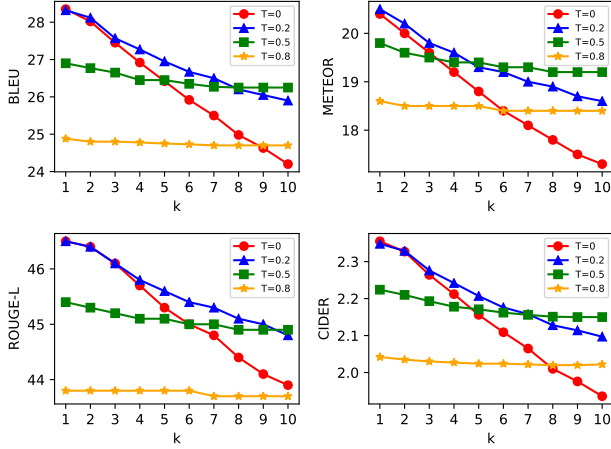 BLEU
28
27
26
25
24
1 2 3 4 5 6 7 8 9 10
k
T=0
T=0.2
T=0.5
T=0.8
METEOR
20
19
18
1 2 3 4 5 6 7 8 9 10
k
T=0
T=0.2
T=0.5
T=0.8
ROUGE-L
46
45
44
1 2 3 4 5 6 7 8 9 10
k
T=0
T=0.2
T=0.5
T=0.8
CIDER
2.3
2.2
2.1
2.0
1 2 3 4 5 6 7 8 9 10
k
T=0
T=0.2
T=0.5
T=0.8